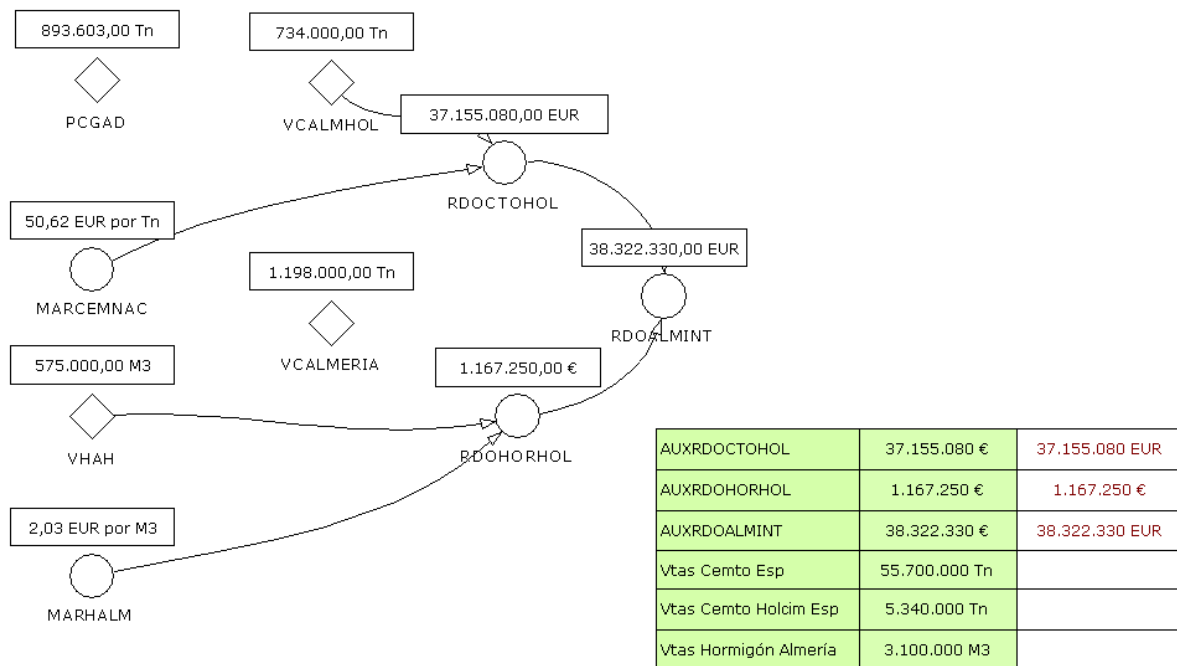 893.603,00 Tn
PCGAD
734.000,00 Tn
VCALMHOL
37.155.080,00 EUR
RDOCTOHOL
50,62 EUR por Tn
MARCEMNAC
1.198.000,00 Tn
VCALMERIA
38.322.330,00 EUR
RDOALMINT
575.000,00 M3
VHAH
1.167.250,00 €
RDOHORHOL
2,03 EUR por M3
MARHALM
AUXRDOCTOHOL 37.155.080 € 37.155.080 EUR
AUXRDOHORHOL 1.167.250 € 1.167.250 €
AUXRDOALMINT 38.322.330 € 38.322.330 EUR
Vtas Cemto Esp 55.700.000 Tn
Vtas Cemto Holcim Esp 5.340.000 Tn
Vtas Hormigón Almería 3.100.000 M3